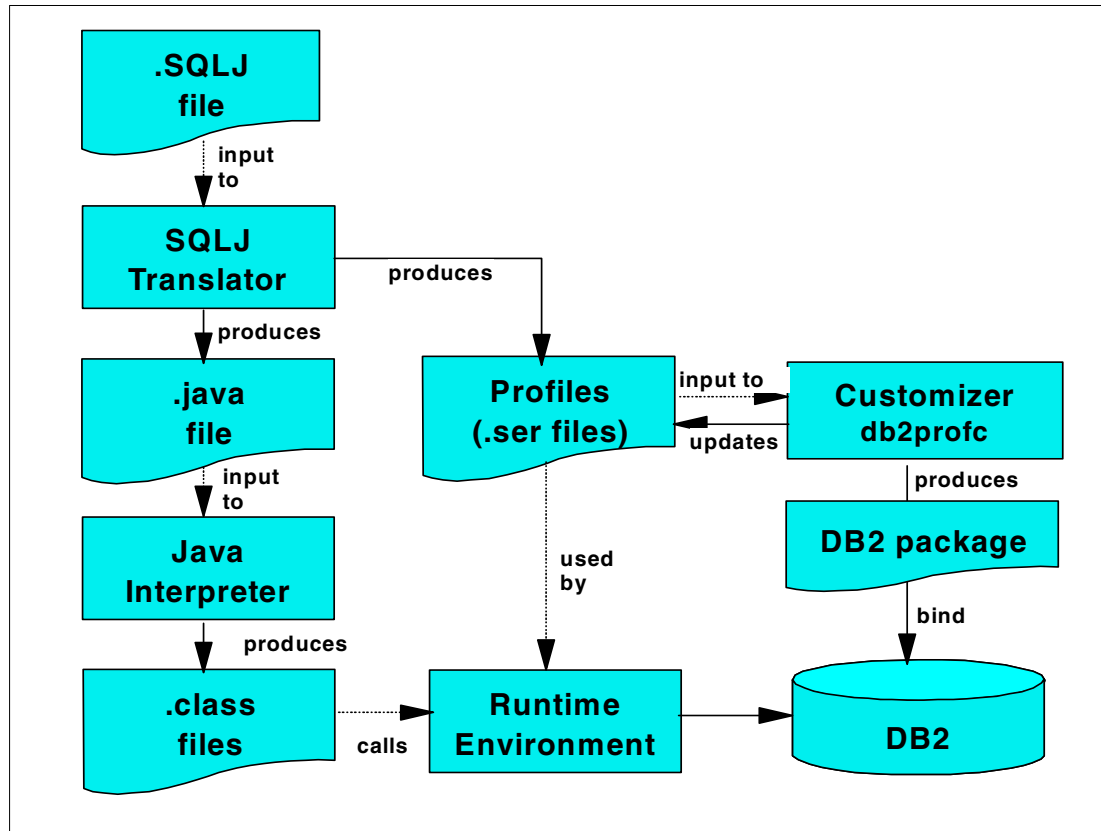 .SQLJ
file
input
to
SQLJ
Translator
produces
produces
.java
file
Profiles
(.ser files)
input to
updates
Customizer
db2profc
input
to
produces
Java
Interpreter
used
by
DB2 package
bind
produces
.class
files
calls
Runtime
Environment
DB2